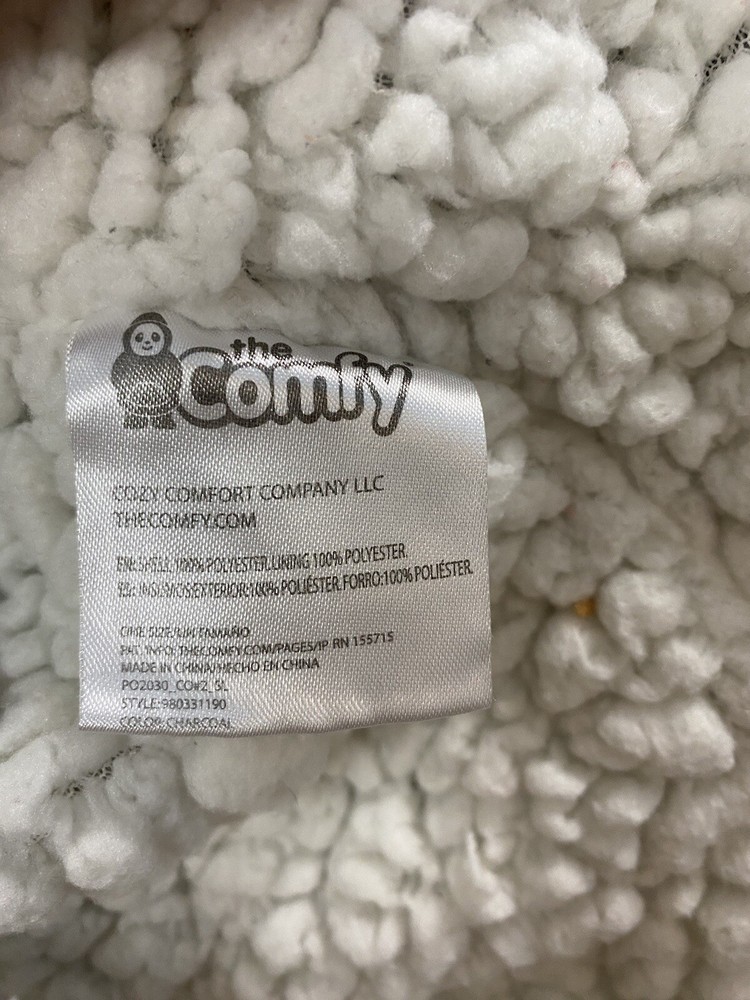 the
Comfy
COZY COMFORT COMPANY LLC
THECOMFY.COM
EN: SHELL 100% POLYESTER. LINING 100% POLYESTER.
ES: INSUMOS EXTERIOR:100% POLIÉSTER. FORRO:100% POLIÉSTER.
ONE SIZE/UN TAMAÑO
PAT. INFO: THECOMFY.COM/PAGES/IP RN 155715
MADE IN CHINA/HECHO EN CHINA
PO2030_CO#2_SL
STYLE:980331190
COLOR: CHARCOAL